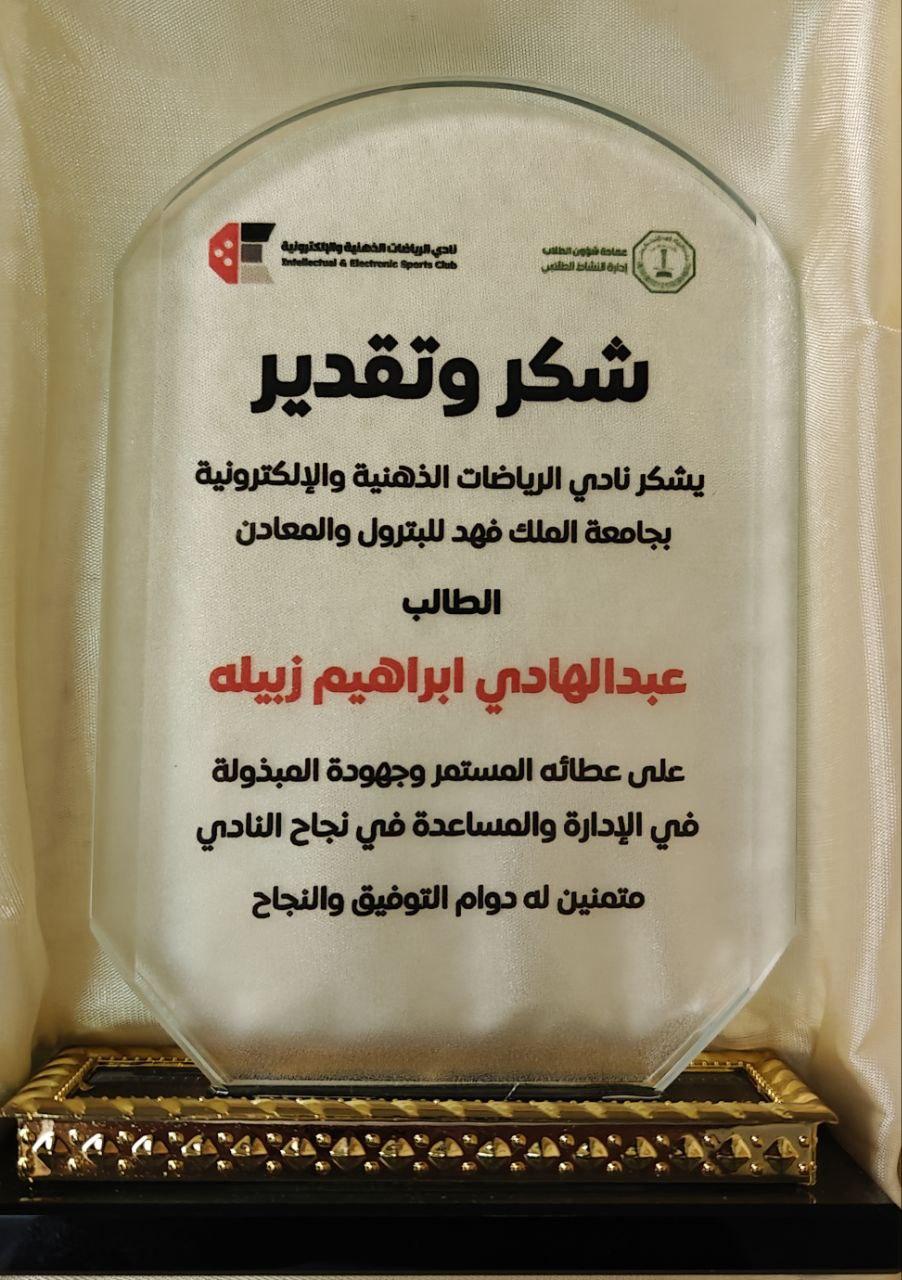 عمادة شؤون الطلاب
إدارة النشاط الطلابي
نادي الرياضات الذهنية والإلكترونية
Intellectual & Electronic Sports Club
شكر وتقدير
يشكر نادي الرياضات الذهنية والإلكترونية
بجامعة الملك فهد للبترول والمعادن
الطالب
عبدالهادي ابراهيم زبيله
على عطائه المستمر وجهودة المبذولة
في الإدارة والمساعدة في نجاح النادي
متمنين له دوام التوفيق والنجاح